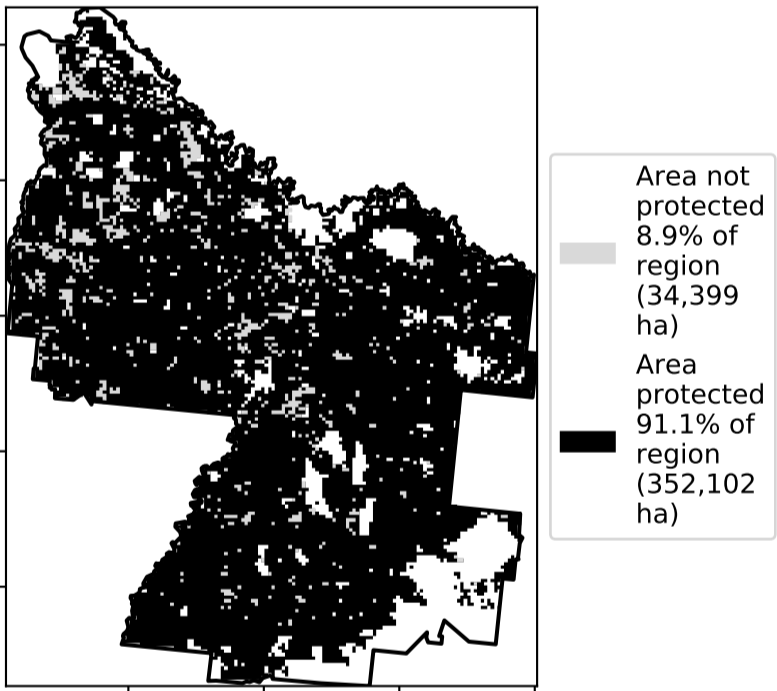 Area not
protected
8.9% of
region
(34,399
ha)
Area
protected
91.1% of
region
(352,102
ha)